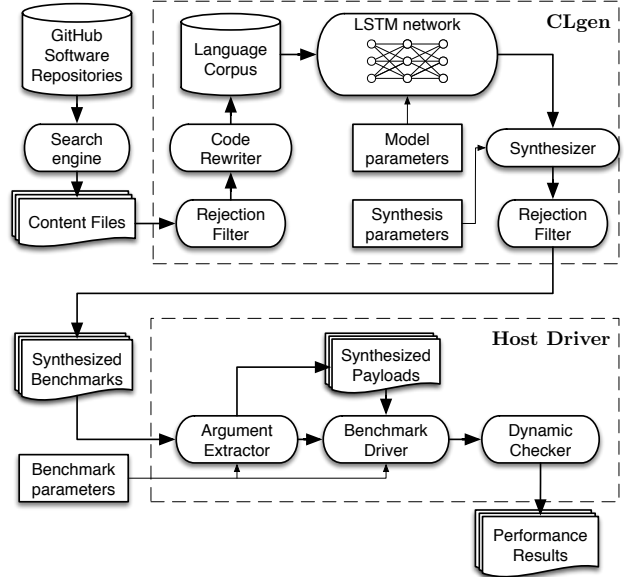 GitHub
Software
Repositories
Language
Corpus
LSTM network
CLgen
Search
engine
Code
Rewriter
Model
parameters
Synthesizer
Content Files
Rejection
Filter
Synthesis
parameters
Rejection
Filter
Synthesized
Benchmarks
Synthesized
Payloads
Host Driver
Argument
Extractor
Benchmark
Driver
Dynamic
Checker
Benchmark
parameters
Performance
Results